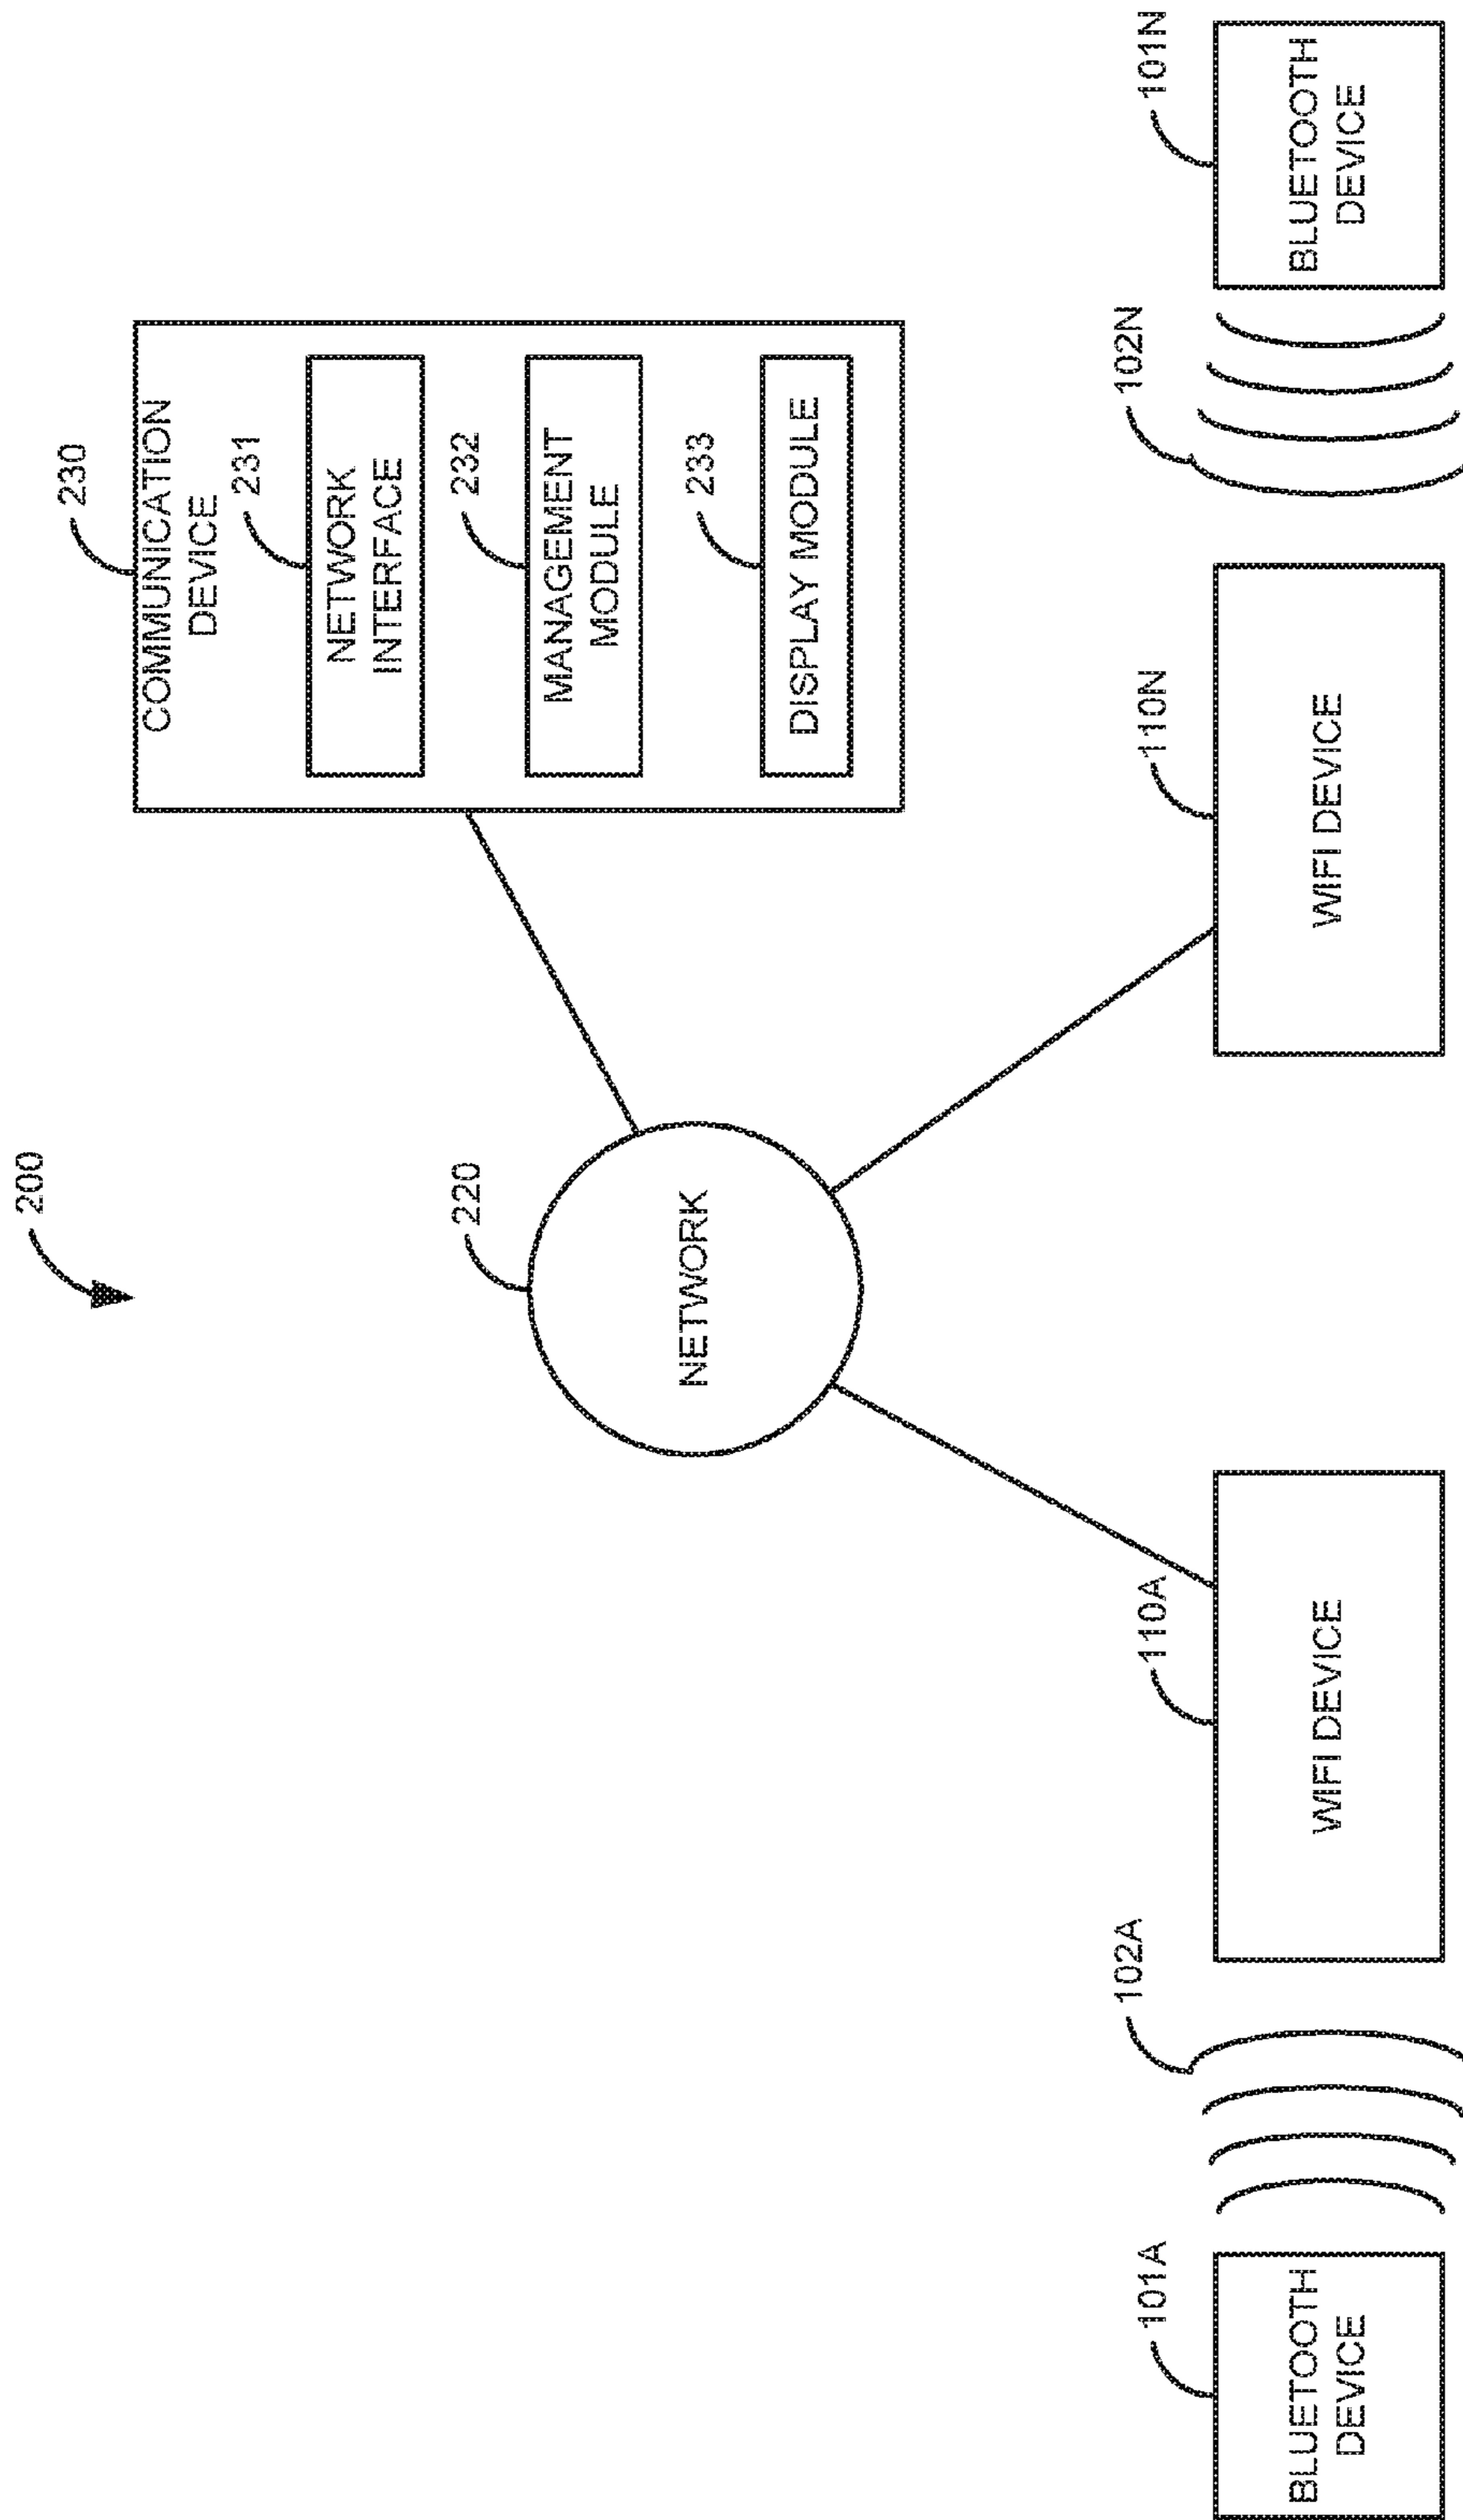 200
230
COMMUNICATION
DEVICE
231
NETWORK
INTERFACE
232
MANAGEMENT
MODULE
233
DISPLAY MODULE
220
NETWORK
101A
BLUETOOTH
DEVICE
102A
110A
WIFI DEVICE
110N
WIFI DEVICE
102N
101N
BLUETOOTH
DEVICE